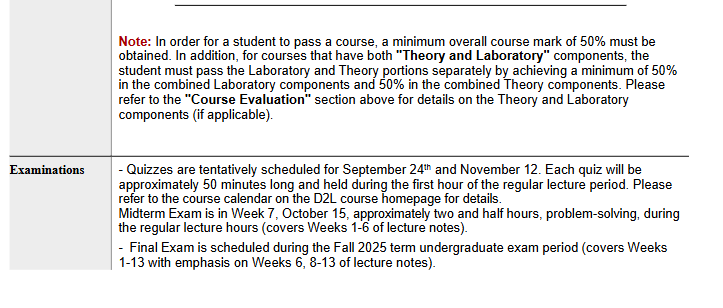 Note: In order for a student to pass a course, a minimum overall course mark of 50% must be
obtained. In addition, for courses that have both "Theory and Laboratory" components, the
student must pass the Laboratory and Theory portions separately by achieving a minimum of 50%
in the combined Laboratory components and 50% in the combined Theory components. Please
refer to the "Course Evaluation" section above for details on the Theory and Laboratory
components (if applicable).
Examinations
- Quizzes are tentatively scheduled for September 24th and November 12. Each quiz will be
approximately 50 minutes long and held during the first hour of the regular lecture period. Please
refer to the course calendar on the D2L course homepage for details.
Midterm Exam is in Week 7, October 15, approximately two and half hours, problem-solving, during
the regular lecture hours (covers Weeks 1-6 of lecture notes).
- Final Exam is scheduled during the Fall 2025 term undergraduate exam period (covers Weeks
1-13 with emphasis on Weeks 6, 8-13 of lecture notes).